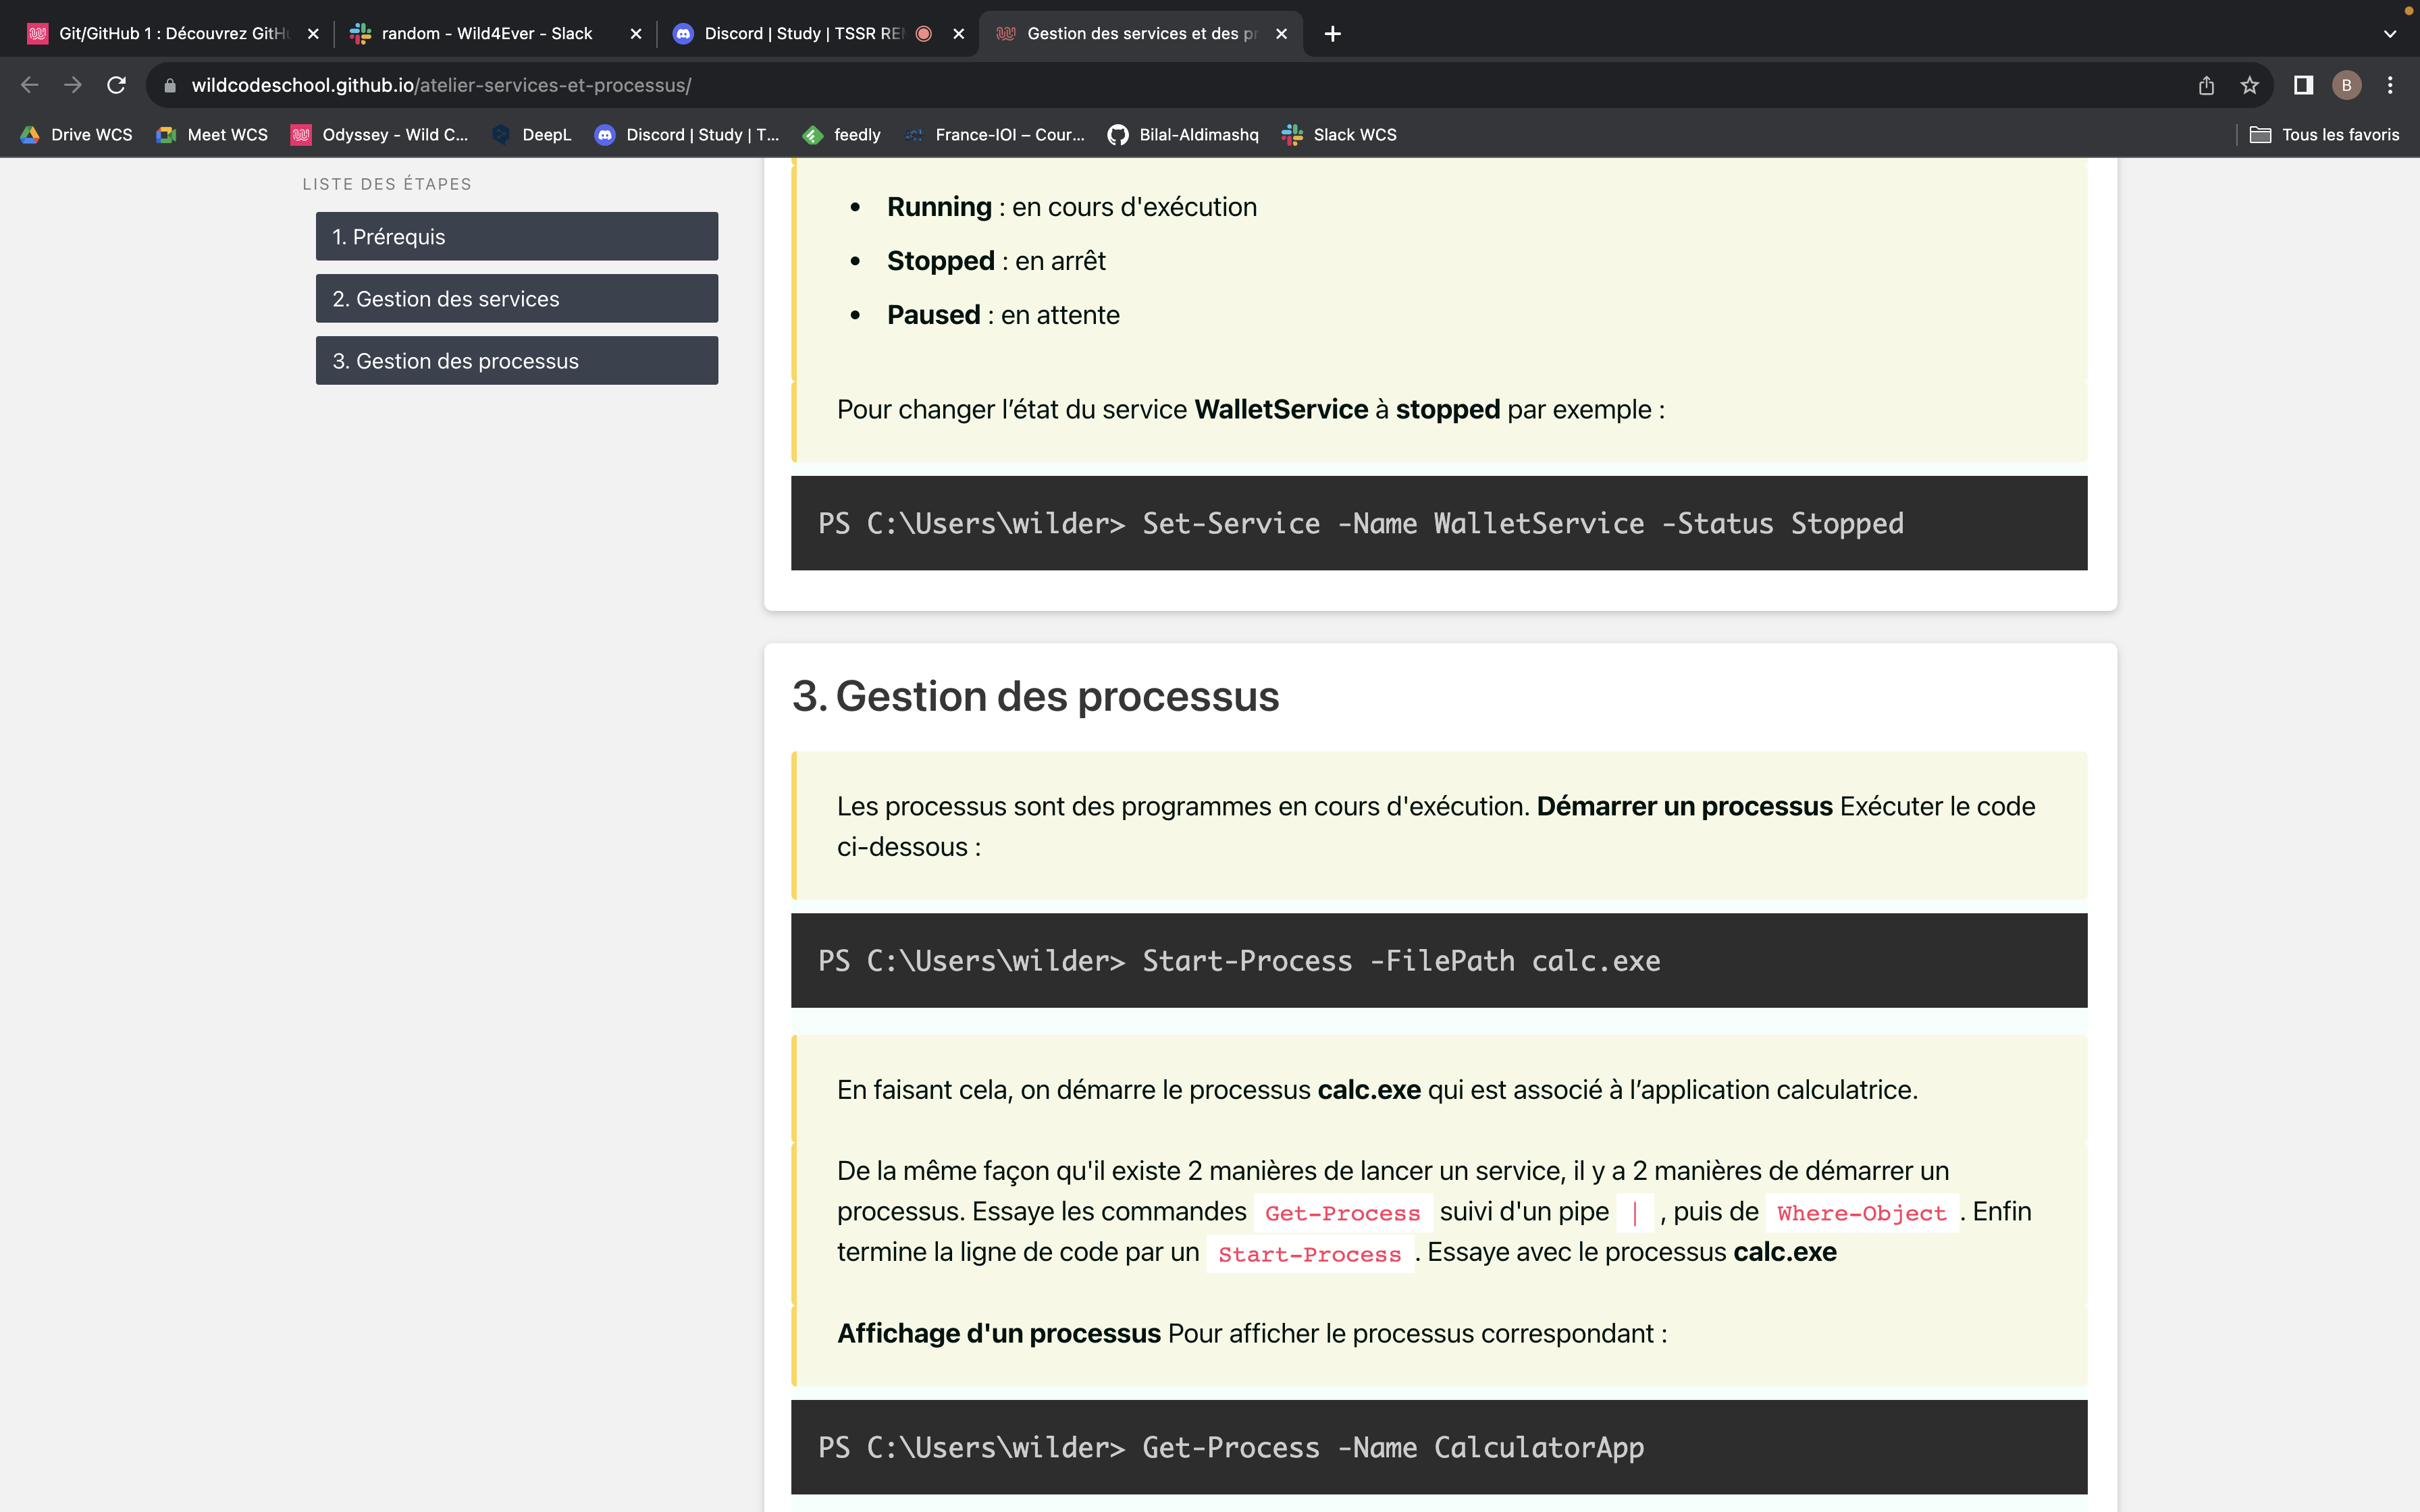 Git/GitHub 1 : Découvrez GitHu
random - Wild4Ever - Slack
Discord | Study | TSSR REM
Gestion des services et des pr
wildcodeschool.github.io/atelier-services-et-processus/
B
Drive WCS
Meet WCS
Odyssey - Wild C...
DeepL
Discord | Study | T...
feedly
France-IOI – Cour...
Bilal-Aldimashq
Slack WCS
Tous les favoris
LISTE DES ÉTAPES
1. Prérequis
2. Gestion des services
3. Gestion des processus
• Running : en cours d'exécution
• Stopped : en arrêt
• Paused : en attente
Pour changer l’état du service WalletService à stopped par exemple :
PS C:\Users\wilder> Set-Service -Name WalletService -Status Stopped
3. Gestion des processus
Les processus sont des programmes en cours d'exécution. Démarrer un processus Exécuter le code
ci-dessous :
PS C:\Users\wilder> Start-Process -FilePath calc.exe
En faisant cela, on démarre le processus calc.exe qui est associé à l’application calculatrice.
De la même façon qu'il existe 2 manières de lancer un service, il y a 2 manières de démarrer un
processus. Essaye les commandes Get-Process suivi d'un pipe | , puis de Where-Object . Enfin
termine la ligne de code par un Start-Process . Essaye avec le processus calc.exe
Affichage d'un processus Pour afficher le processus correspondant :
PS C:\Users\wilder> Get-Process -Name CalculatorApp